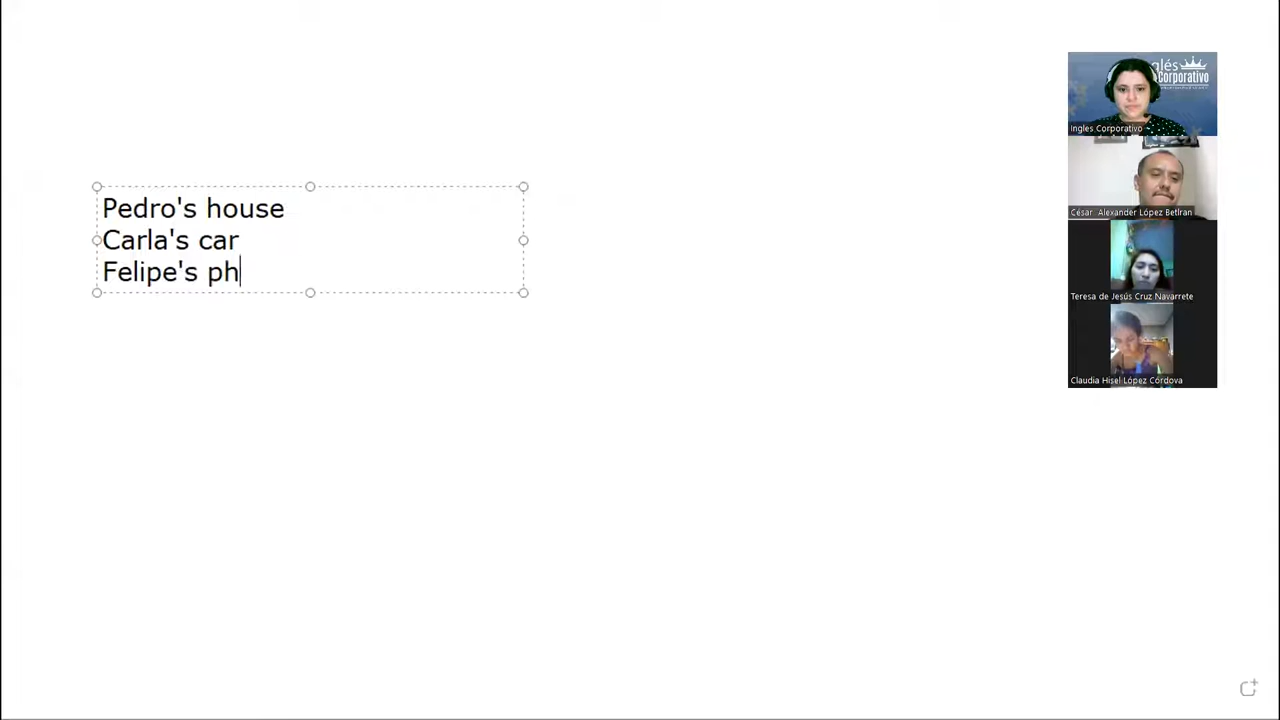 Pedro's house
Carla's car
Felipe's ph
glés
Corporativo
Ingles Corporativo
César Alexander López Betlran
Teresa de Jesús Cruz Navarrete
Claudia Hisel López Córdova